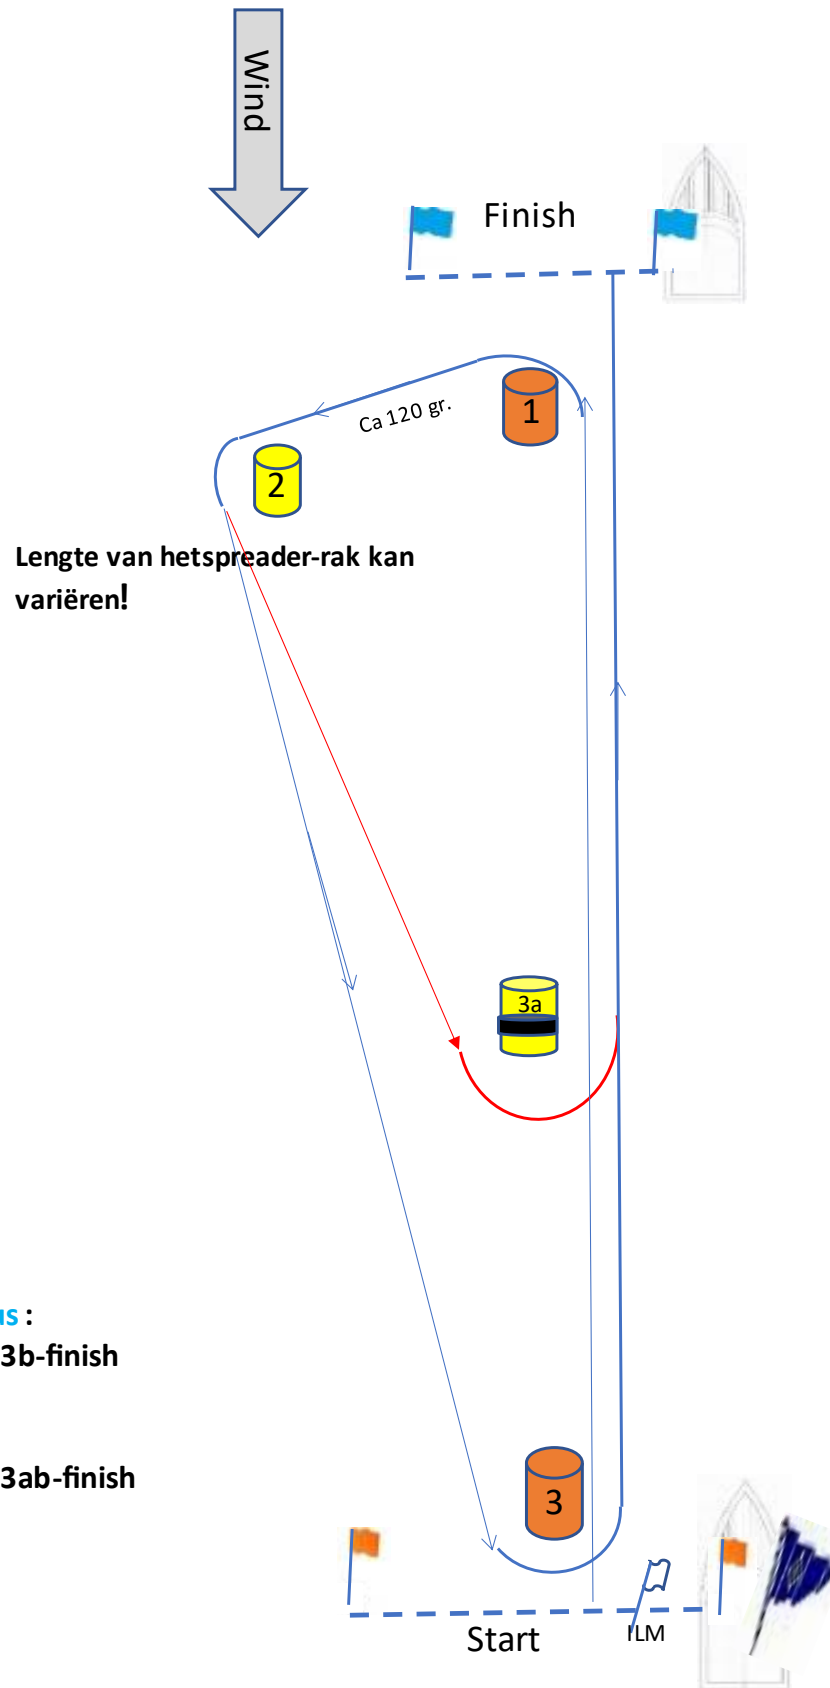 Wind
Finish
1
Ca 120 gr.
2
Lengte van hetspreader-rak kan
variëren!
3a
us :
3b-finish
3ab-finish
3
ILM
Start